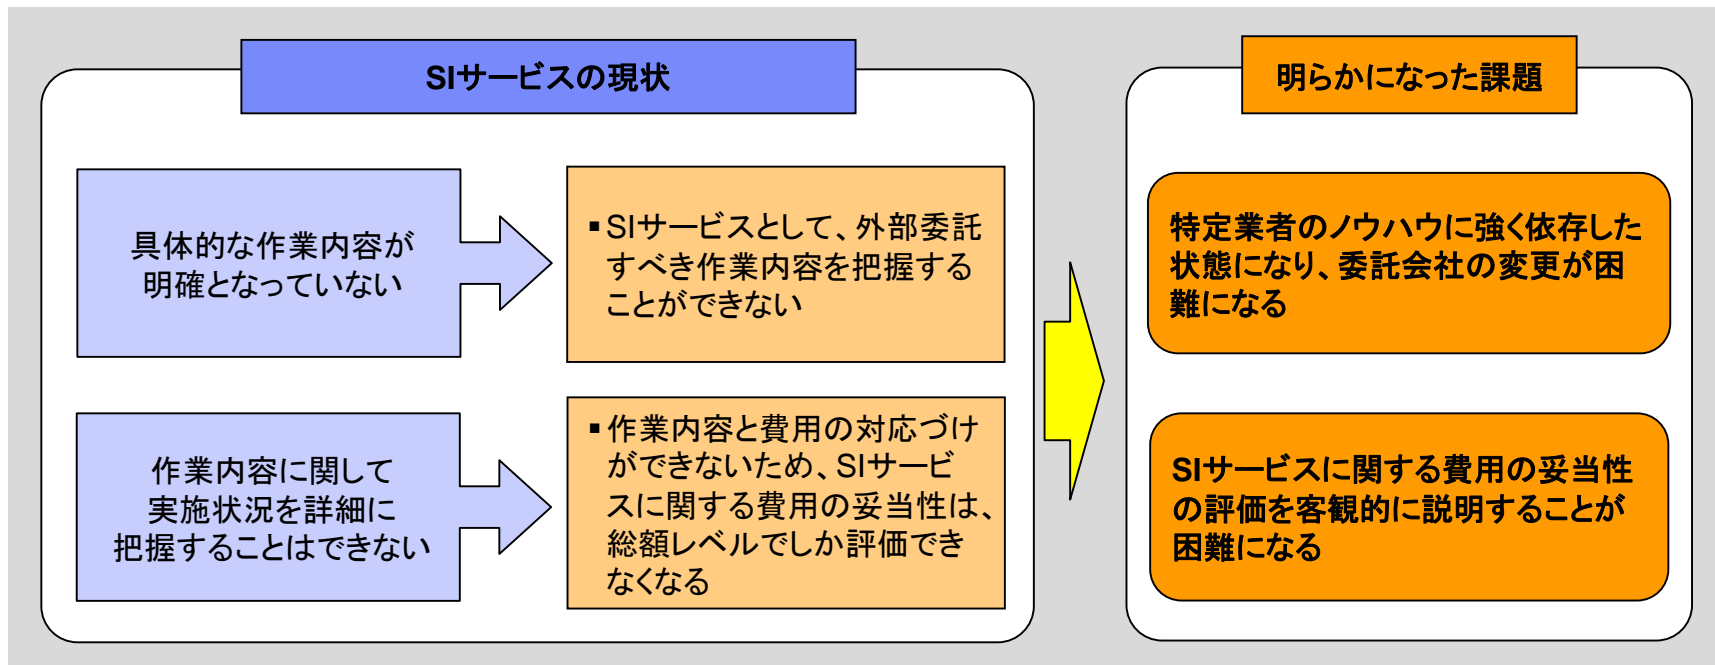 SIサービスの現状
具体的な作業内容が
明確となっていない
▪SIサービスとして、外部委託
すべき作業内容を把握する
ことができない
作業内容に関して
実施状況を詳細に
把握することはできない
▪作業内容と費用の対応づけ
ができないため、SIサービ
スに関する費用の妥当性は、
総額レベルでしか評価でき
なくなる
明らかになった課題
特定業者のノウハウに強く依存した
状態になり、委託会社の変更が困
難になる
SIサービスに関する費用の妥当性
の評価を客観的に説明することが
困難になる